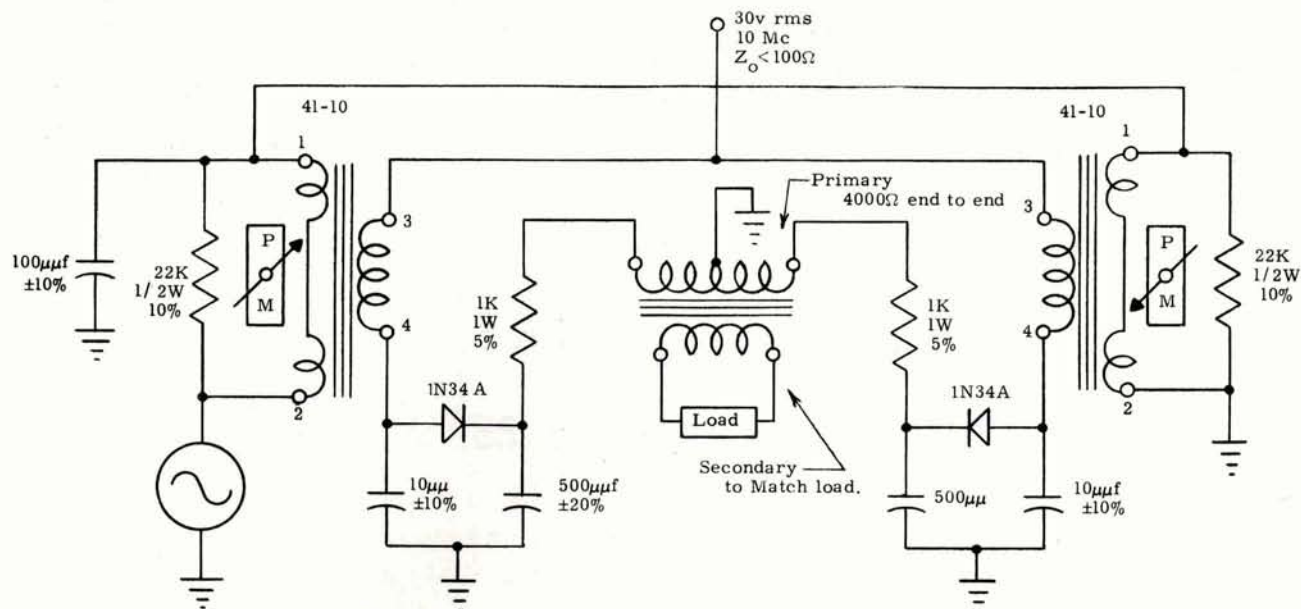 30v rms
10 Mc
Zo<100Ω
41-10
41-10
1
1
Primary
4000Ω end to end
3
3
P
M
P
M
100μμf
±10%
22K
1/2W
10%
22K
1/2W
10%
1K
1W
5%
1K
1W
5%
4
4
1N34A
1N34A
2
2
Load
Secondary
to Match load.
10μμ
±10%
500μμf
±20%
500μμ
10μμf
±10%